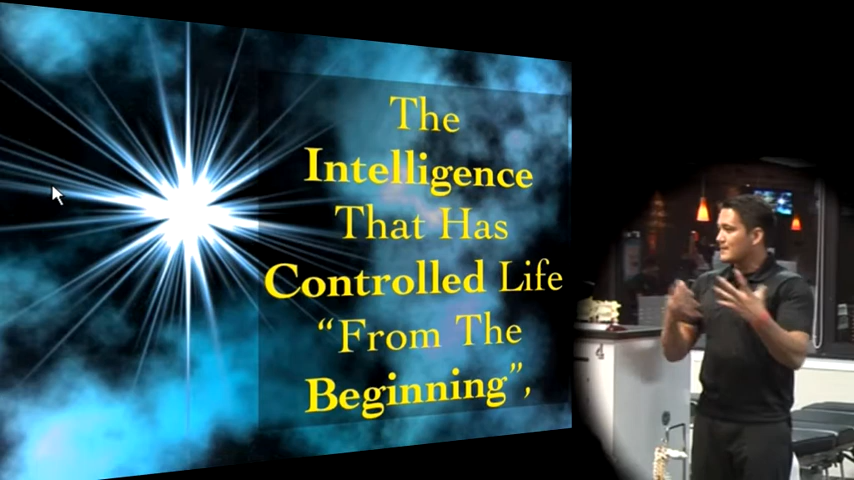 The
Intelligence
That Has
Controlled Life
“From The
Beginning”,